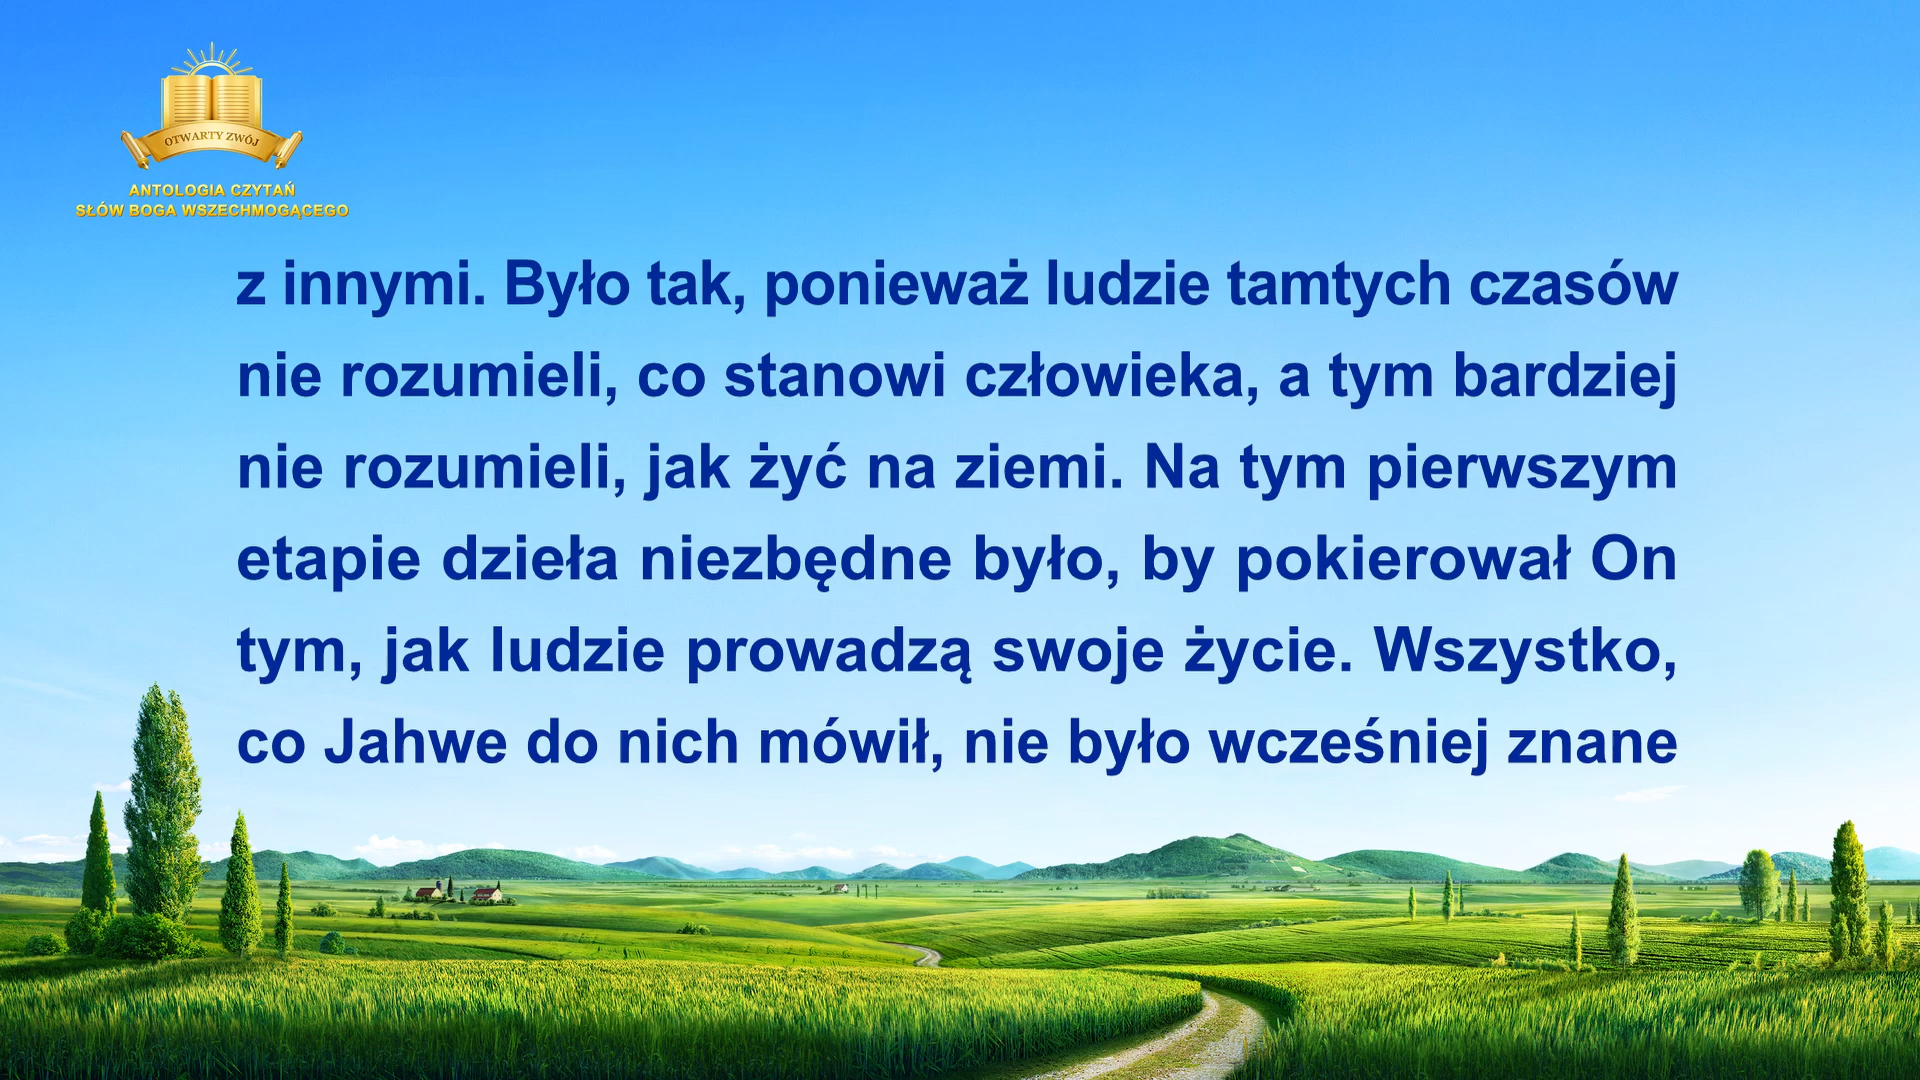 OTWARTY ZWÓJ
ANTOLOGIA CZYTAŃ
SŁÓW BOGA WSZECHMOGĄCEGO
z innymi. Było tak, ponieważ ludzie tamtych czasów
nie rozumieli, co stanowi człowieka, a tym bardziej
nie rozumieli, jak żyć na ziemi. Na tym pierwszym
etapie dzieła niezbędne było, by pokierował On
tym, jak ludzie prowadzą swoje życie. Wszystko,
co Jahwe do nich mówił, nie było wcześniej znane